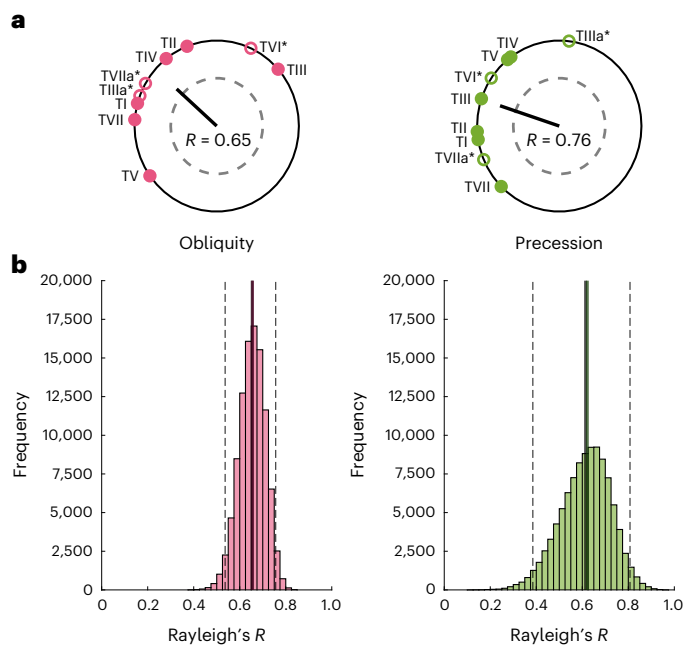 a
TII
TVI*
TIV
TIII
TVIIa*
TIIIa*
TI
TVII
TV
R = 0.65
Obliquity
TIIIa*
TIV
TV
TVI*
TIII
TII
TI
TVIIa*
TVII
R = 0.76
Precession
b
20,000
17,500
15,000
12,500
10,000
7,500
5,000
2,500
0
Frequency
0 0.2 0.4 0.6 0.8 1.0
Rayleigh's R
20,000
17,500
15,000
12,500
10,000
7,500
5,000
2,500
0
Frequency
0 0.2 0.4 0.6 0.8 1.0
Rayleigh's R